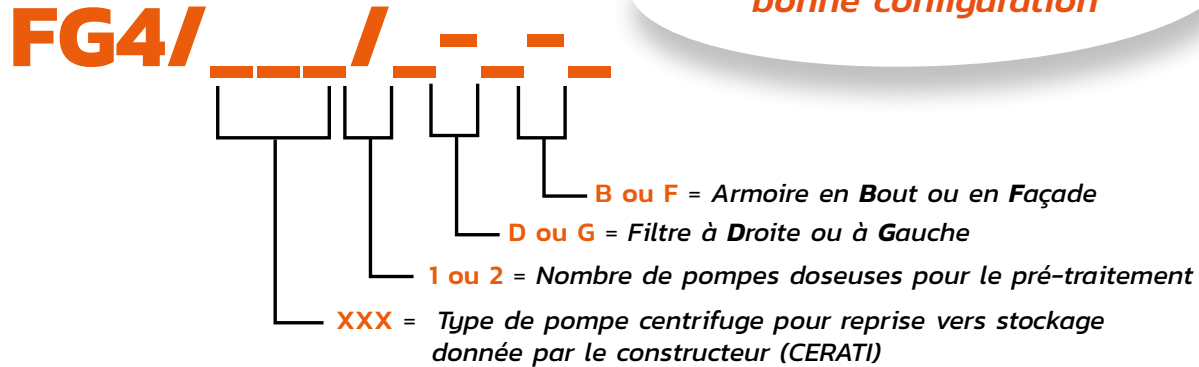 bonne configuration
FG4/___/_-_-_
B ou F = Armoire en Bout ou en Façade
D ou G = Filtre à Droite ou à Gauche
1 ou 2 = Nombre de pompes doseuses pour le pré-traitement
XXX = Type de pompe centrifuge pour reprise vers stockage
donnée par le constructeur (CERATI)